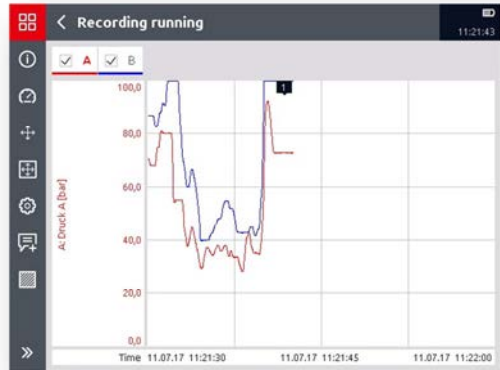 Recording running
11:21:43
A B
1
100,0
80,0
A: Druck A [bar]
60,0
40,0
20,0
0,0
Time 11.07.17 11:21:30 11.07.17 11:21:45 11.07.17 11:22:00